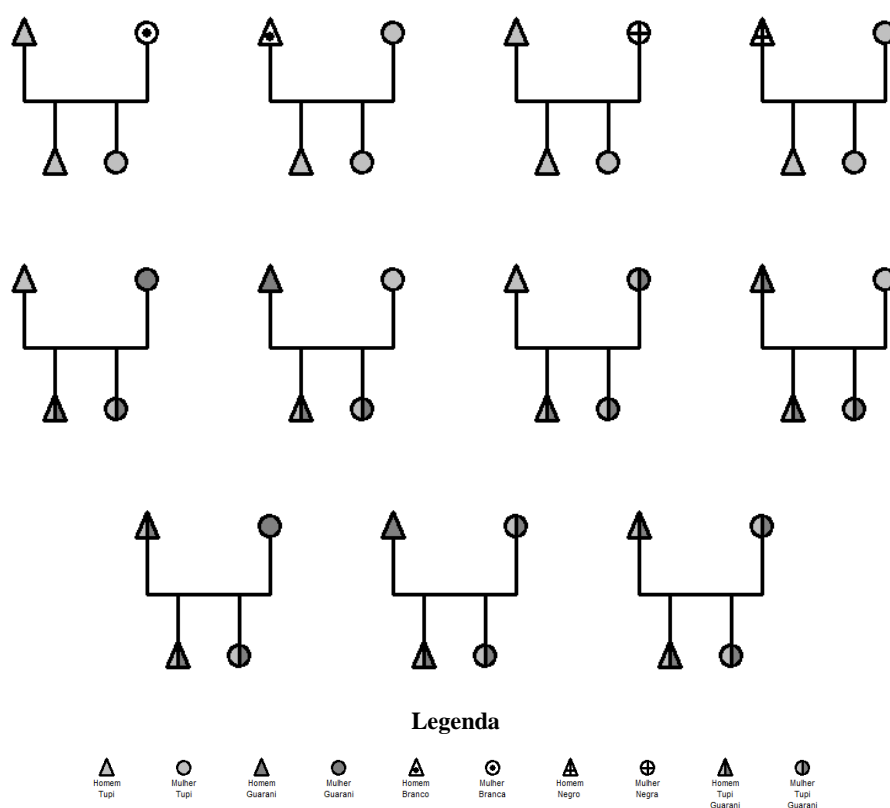 Legenda
Homem Tupi
Mulher Tupi
Homem Guarani
Mulher Guarani
Homem Branco
Mulher Branca
Homem Negro
Mulher Negra
Homem Tupi Guarani
Mulher Tupi Guarani